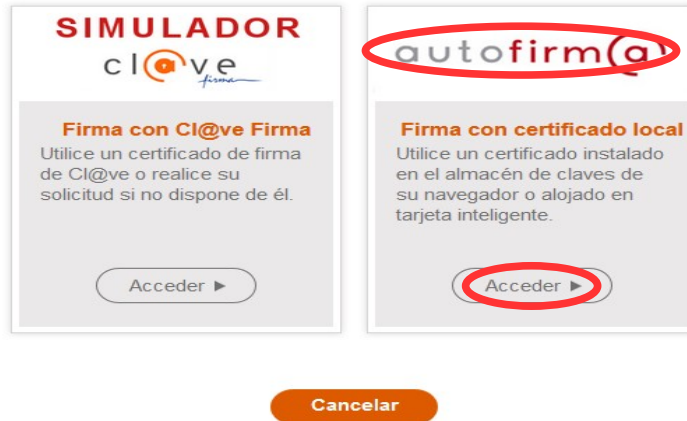 SIMULADOR
cl@ve
firma
Firma con Cl@ve Firma
Utilice un certificado de firma
de Cl@ve o realice su
solicitud si no dispone de él.
Acceder ►
autofirm@
Firma con certificado local
Utilice un certificado instalado
en el almacén de claves de
su navegador o alojado en
tarjeta inteligente.
Acceder ►
Cancelar